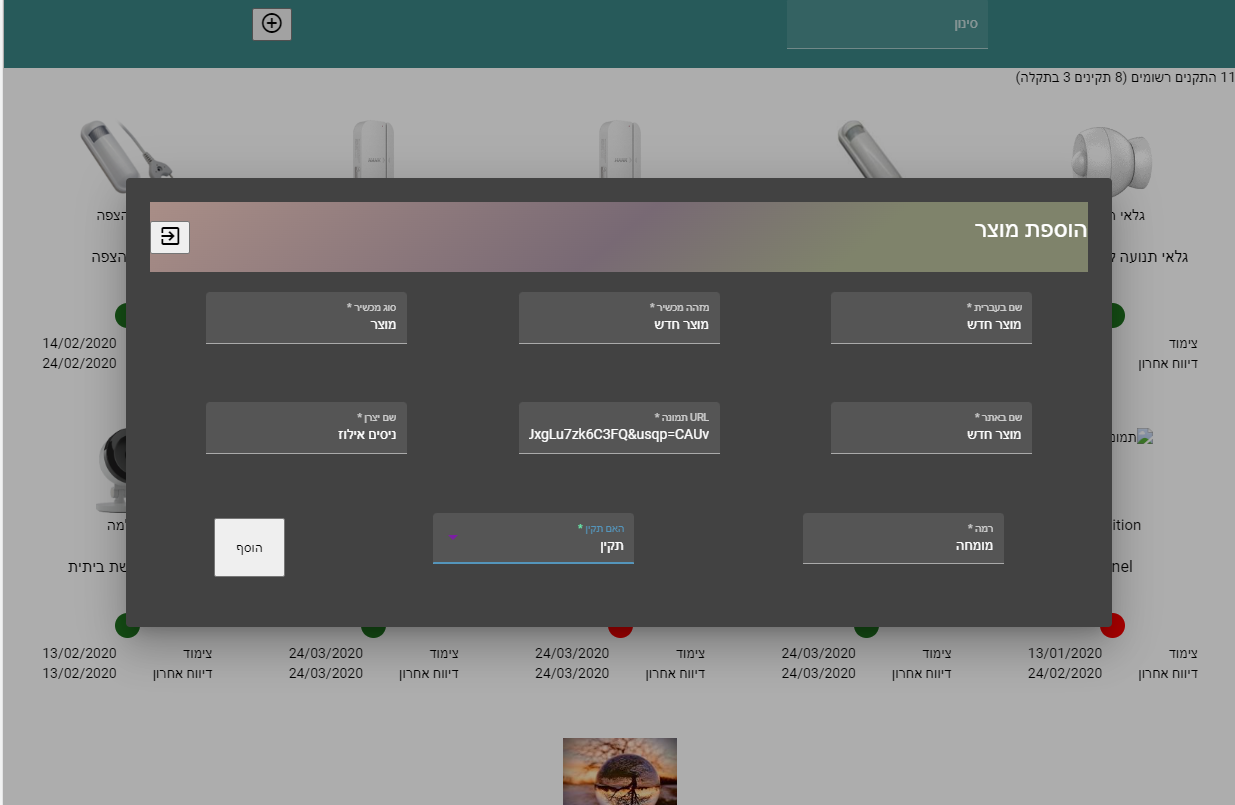 סינון
11 התקנים רשומים (8 תקינים 3 בתקלה)
הצפה
גלאי
הצפה
גלאי תנועה
14/02/2020
צימוד
24/02/2020
דיווח אחרון
הוספת מוצר
שם בעברית *
מוצר חדש
מזהה מכשיר *
מוצר חדש
סוג מכשיר *
מוצר
שם באתר *
מוצר חדש
URL תמונה *
JxgLu7zk6C3FQ&usqp=CAUv
שם יצרן *
ניסים אילוז
רמה *
מומחה
האם תקין *
תקין
הוסף
ition
nel
שת ביתית
צימוד 13/01/2020 צימוד 24/03/2020 צימוד 24/03/2020 צימוד 24/03/2020 צימוד 13/02/2020
דיווח אחרון 24/02/2020 דיווח אחרון 24/03/2020 דיווח אחרון 24/03/2020 דיווח אחרון 24/03/2020 דיווח אחרון 13/02/2020